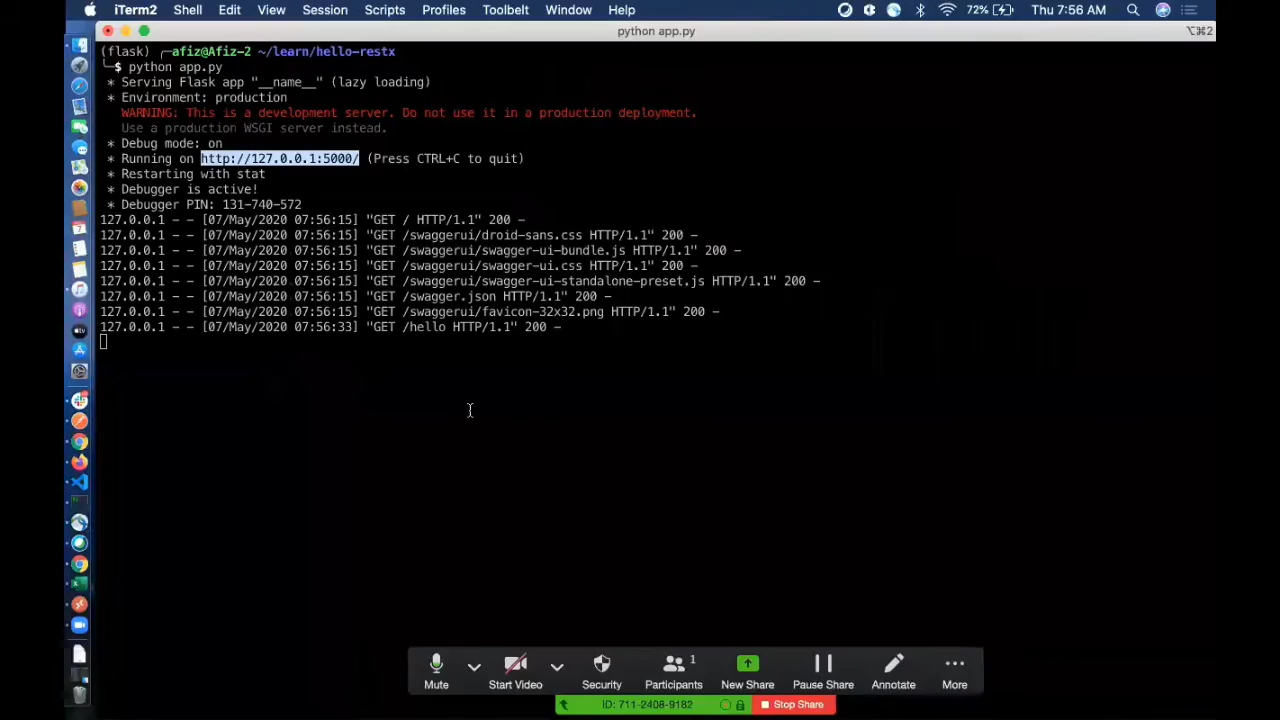 iTerm2 Shell Edit View Session Scripts Profiles Toolbelt Window Help 72% Thu 7:56 AM
python app.py ⌥⌘2
(flask) ╭─afiz@Afiz-2 ~/learn/hello-restx
╰─$ python app.py
* Serving Flask app "__name__" (lazy loading)
* Environment: production
WARNING: This is a development server. Do not use it in a production deployment.
Use a production WSGI server instead.
* Debug mode: on
* Running on http://127.0.0.1:5000/ (Press CTRL+C to quit)
* Restarting with stat
* Debugger is active!
* Debugger PIN: 131-740-572
127.0.0.1 - - [07/May/2020 07:56:15] "GET / HTTP/1.1" 200 -
127.0.0.1 - - [07/May/2020 07:56:15] "GET /swaggerui/droid-sans.css HTTP/1.1" 200 -
127.0.0.1 - - [07/May/2020 07:56:15] "GET /swaggerui/swagger-ui-bundle.js HTTP/1.1" 200 -
127.0.0.1 - - [07/May/2020 07:56:15] "GET /swaggerui/swagger-ui.css HTTP/1.1" 200 -
127.0.0.1 - - [07/May/2020 07:56:15] "GET /swaggerui/swagger-ui-standalone-preset.js HTTP/1.1" 200 -
127.0.0.1 - - [07/May/2020 07:56:15] "GET /swagger.json HTTP/1.1" 200 -
127.0.0.1 - - [07/May/2020 07:56:15] "GET /swaggerui/favicon-32x32.png HTTP/1.1" 200 -
127.0.0.1 - - [07/May/2020 07:56:33] "GET /hello HTTP/1.1" 200 -
1
Mute Start Video Security Participants New Share Pause Share Annotate More
ID: 711-2408-9182 Stop Share